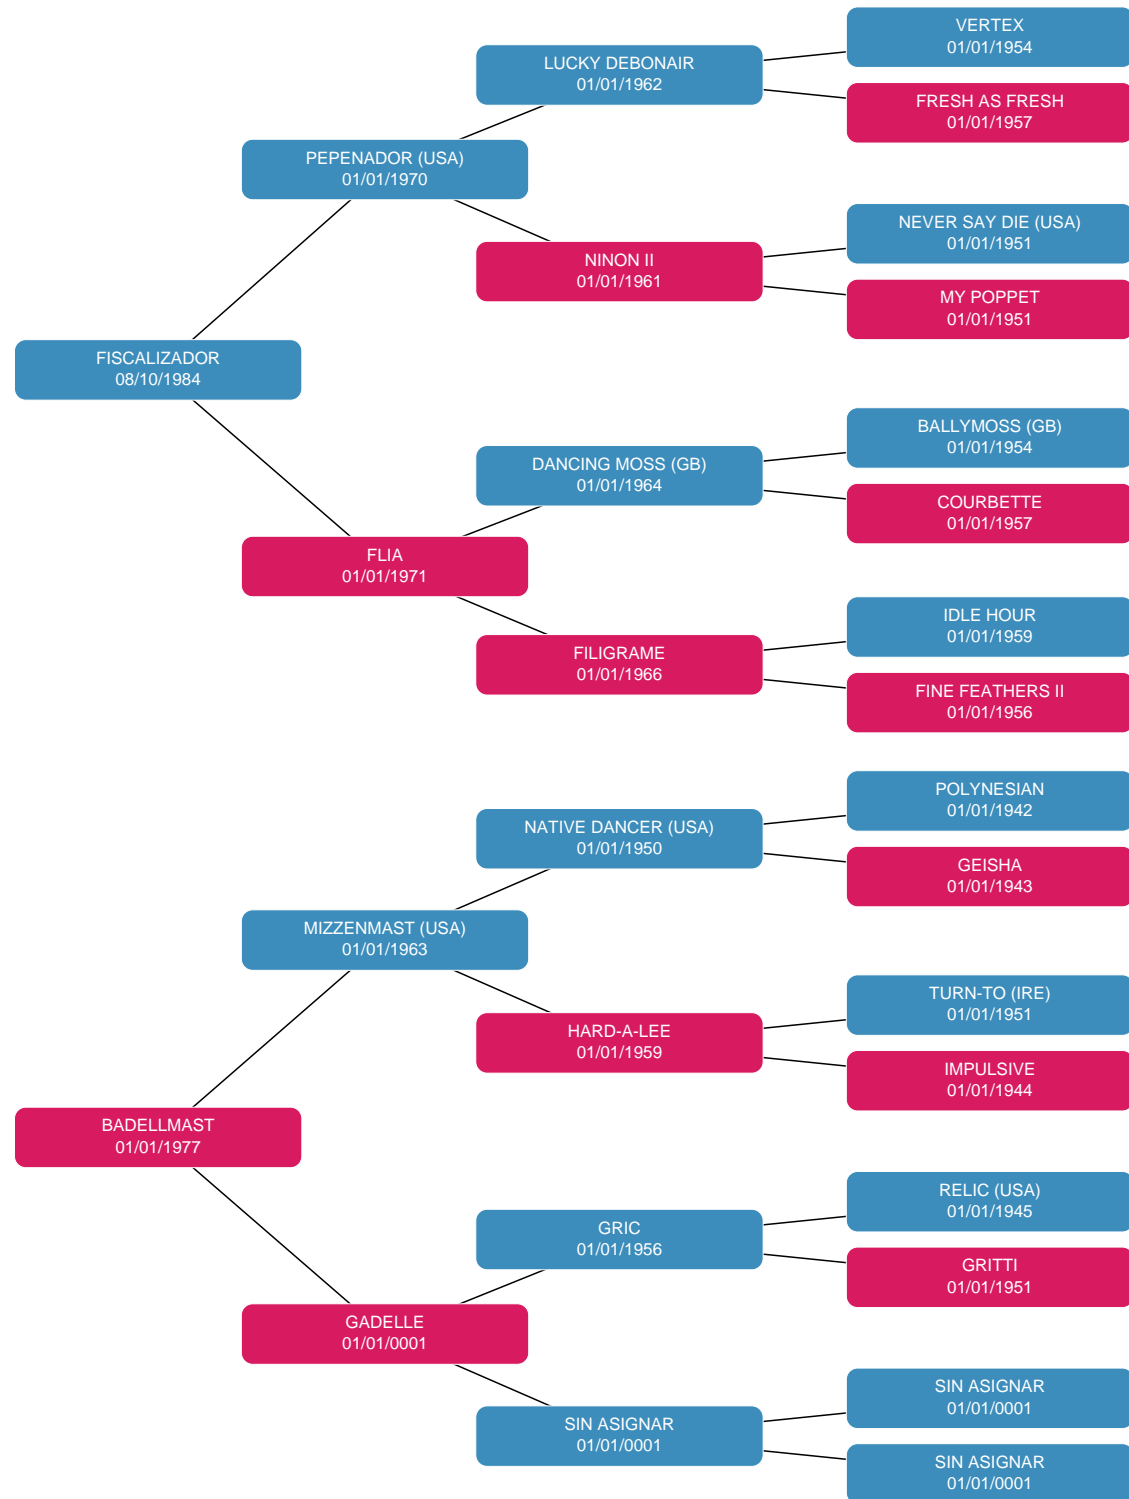 VERTEX
01/01/1954
LUCKY DEBONAIR
01/01/1962
FRESH AS FRESH
01/01/1957
PEPENADOR (USA)
01/01/1970
NEVER SAY DIE (USA)
01/01/1951
NINON II
01/01/1961
MY POPPET
01/01/1951
FISCALIZADOR
08/10/1984
BALLYMOSS (GB)
01/01/1954
DANCING MOSS (GB)
01/01/1964
COURBETTE
01/01/1957
FLIA
01/01/1971
IDLE HOUR
01/01/1959
FILIGRAME
01/01/1966
FINE FEATHERS II
01/01/1956
POLYNESIAN
01/01/1942
NATIVE DANCER (USA)
01/01/1950
GEISHA
01/01/1943
MIZZENMAST (USA)
01/01/1963
TURN-TO (IRE)
01/01/1951
HARD-A-LEE
01/01/1959
IMPULSIVE
01/01/1944
BADELLMAST
01/01/1977
RELIC (USA)
01/01/1945
GRIC
01/01/1956
GRITTI
01/01/1951
GADELLE
01/01/0001
SIN ASIGNAR
01/01/0001
SIN ASIGNAR
01/01/0001
SIN ASIGNAR
01/01/0001